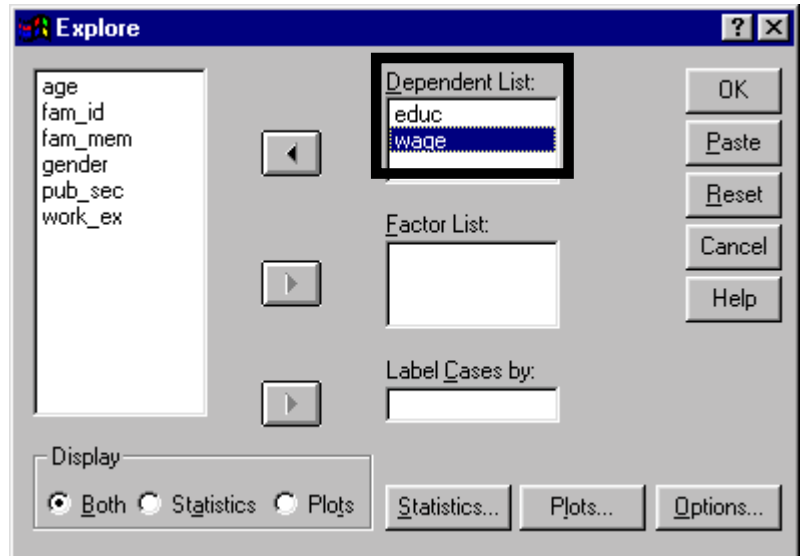 Explore
age
fam_id
fam_mem
gender
pub_sec
work_ex
Dependent List:
educ
wage
Factor List:
Label Cases by:
OK
Paste
Reset
Cancel
Help
Display
Both Statistics Plots
Statistics... Plots... Options...